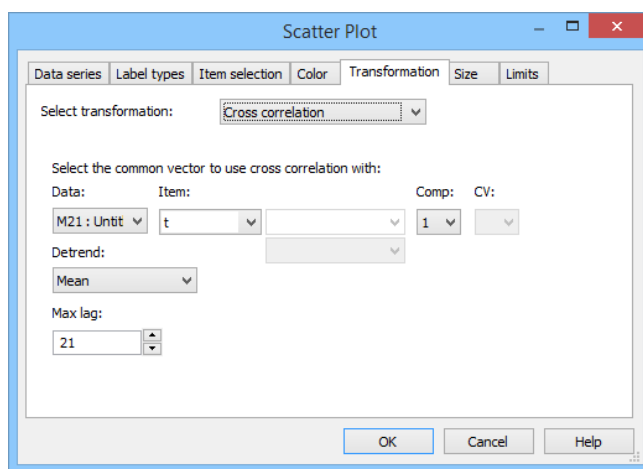 Scatter Plot
Data series Label types Item selection Color Transformation Size Limits
Select transformation: Cross correlation
Select the common vector to use cross correlation with:
Data: Item: Comp: CV:
M21 : Untit t 1
Detrend:
Mean
Max lag:
21
OK Cancel Help